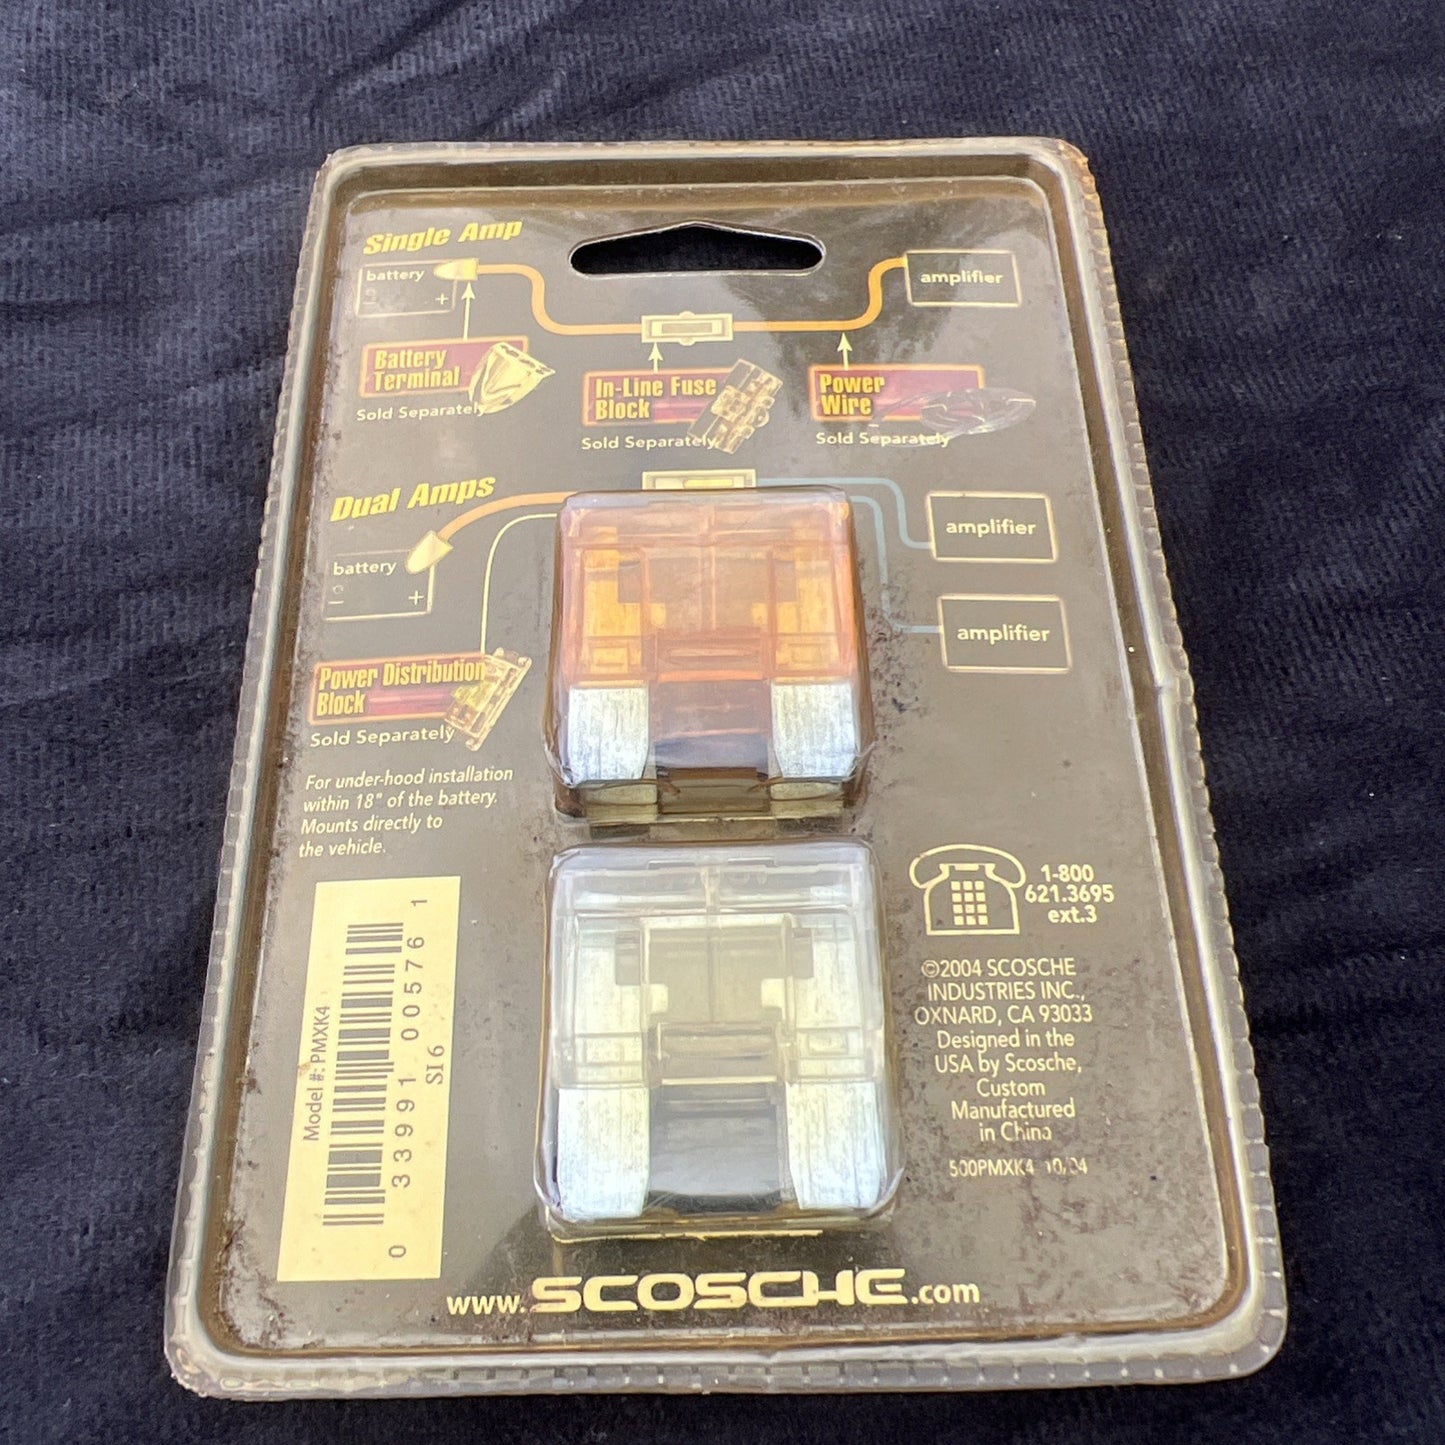 Single Amp
battery
+
amplifier
Battery
Terminal
Sold Separately
In-Line Fuse
Block
Sold Separately
Power
Wire
Sold Separately
Dual Amps
battery
- +
amplifier
amplifier
Power Distribution
Block
Sold Separately
For under-hood installation
within 18" of the battery.
Mounts directly to
the vehicle.
Model #: PMXK4
0 33991 00576 1
SI6
1-800
621.3695
ext.3
©2004 SCOSCHE
INDUSTRIES INC.,
OXNARD, CA 93033
Designed in the
USA by Scosche,
Custom
Manufactured
in China
500PMXK4 10/04
www.SCOSCHE.com